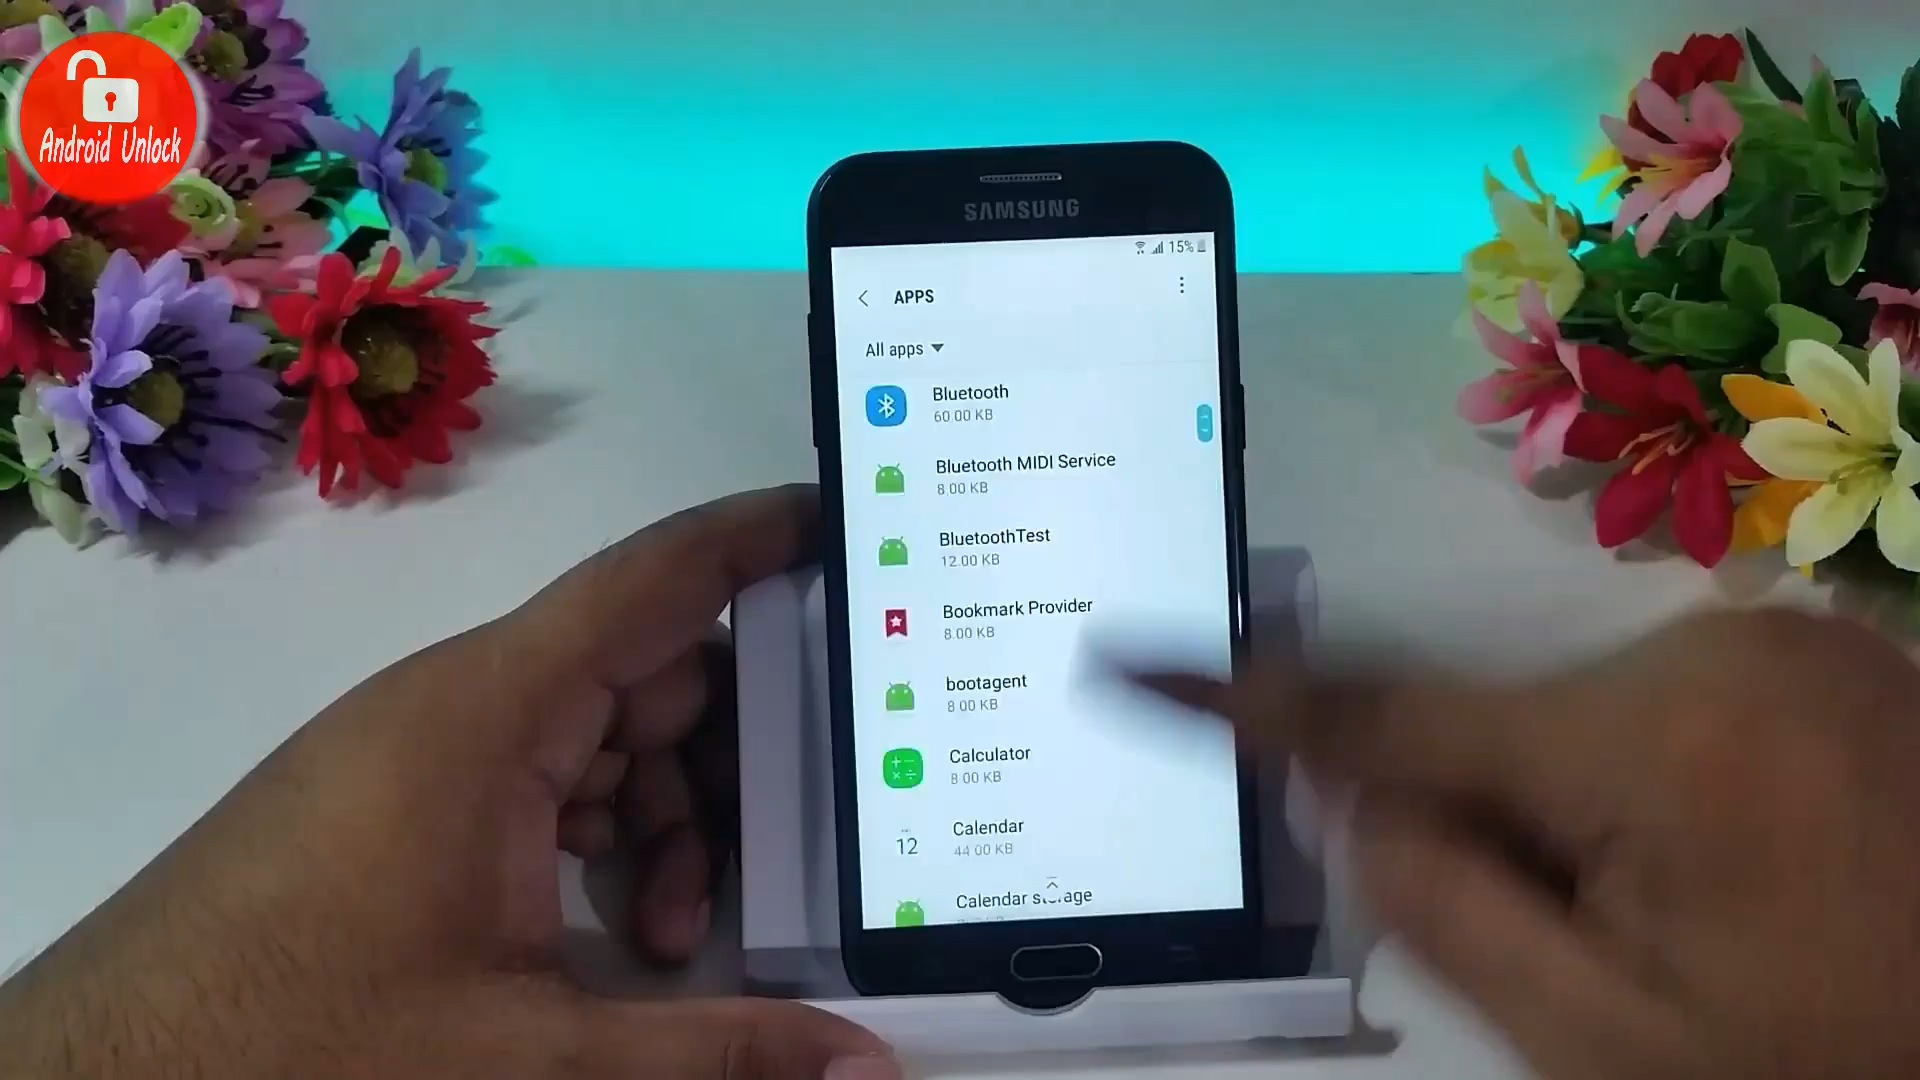 Android Unlock
SAMSUNG
15%
APPS
All apps
Bluetooth
60.00 KB
Bluetooth MIDI Service
8.00 KB
BluetoothTest
12.00 KB
Bookmark Provider
8.00 KB
bootagent
8.00 KB
Calculator
8.00 KB
12
Calendar
44.00 KB
Calendar storage